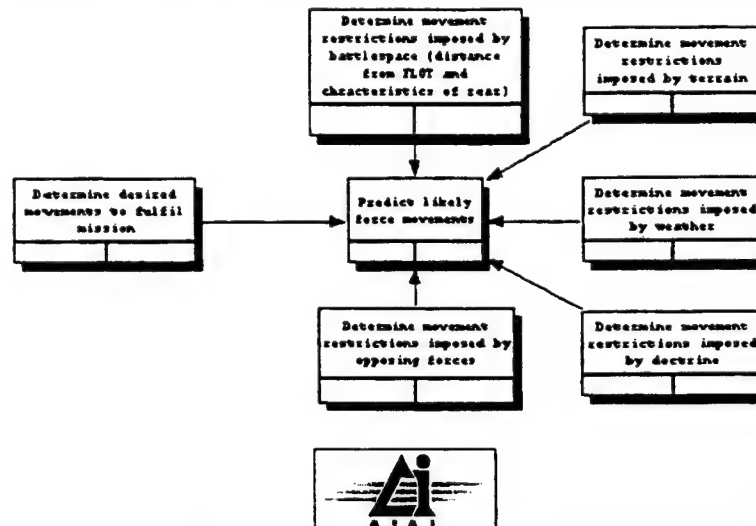 Determine movement
restrictions imposed by
battlespace (distance
from FLOT and
chracteristics of rear)
Determine movement
restrictions
imposed by terrain
Determine desired
movements to fulfil
mission
Predict likely
force movements
Determine movement
restrictions imposed
by weather
Determine movement
restrictions imposed by
opposing forces
Determine movement
restrictions imposed
by doctrine
Ai
A I A I